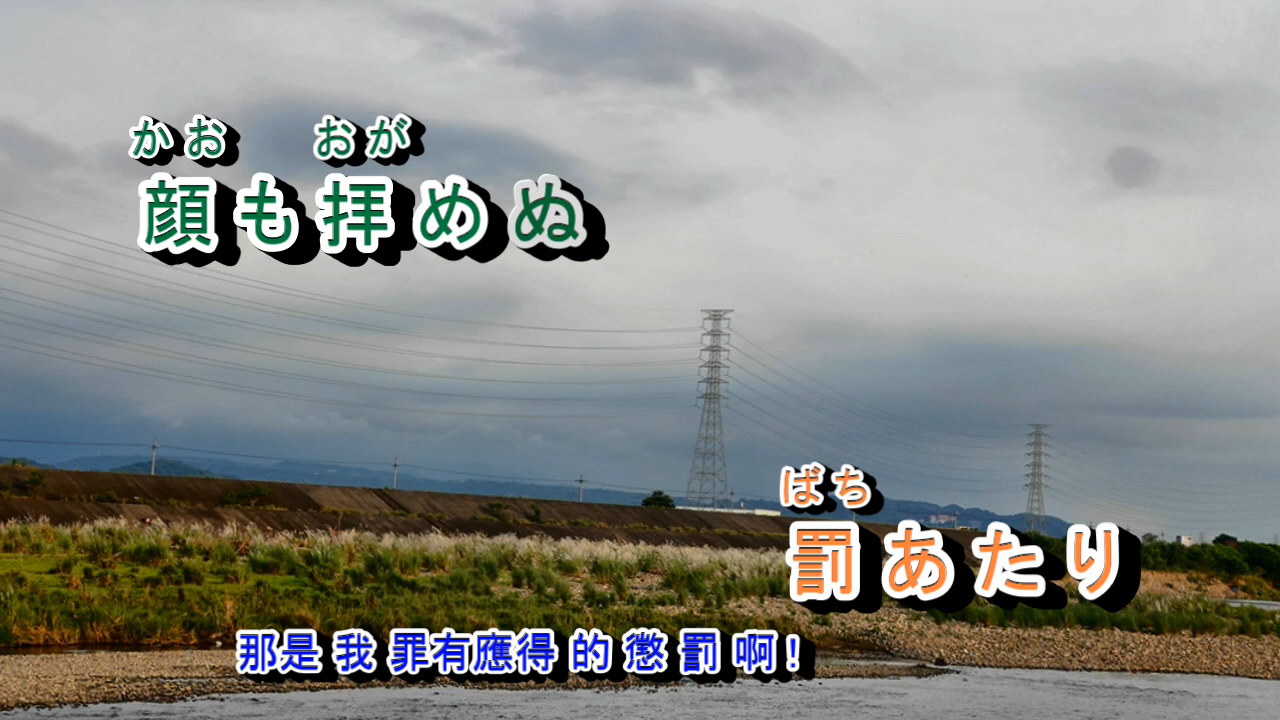 かお おが
顔も拝めぬ
ばち
罰あたり
那是我罪有應得的懲罰啊!